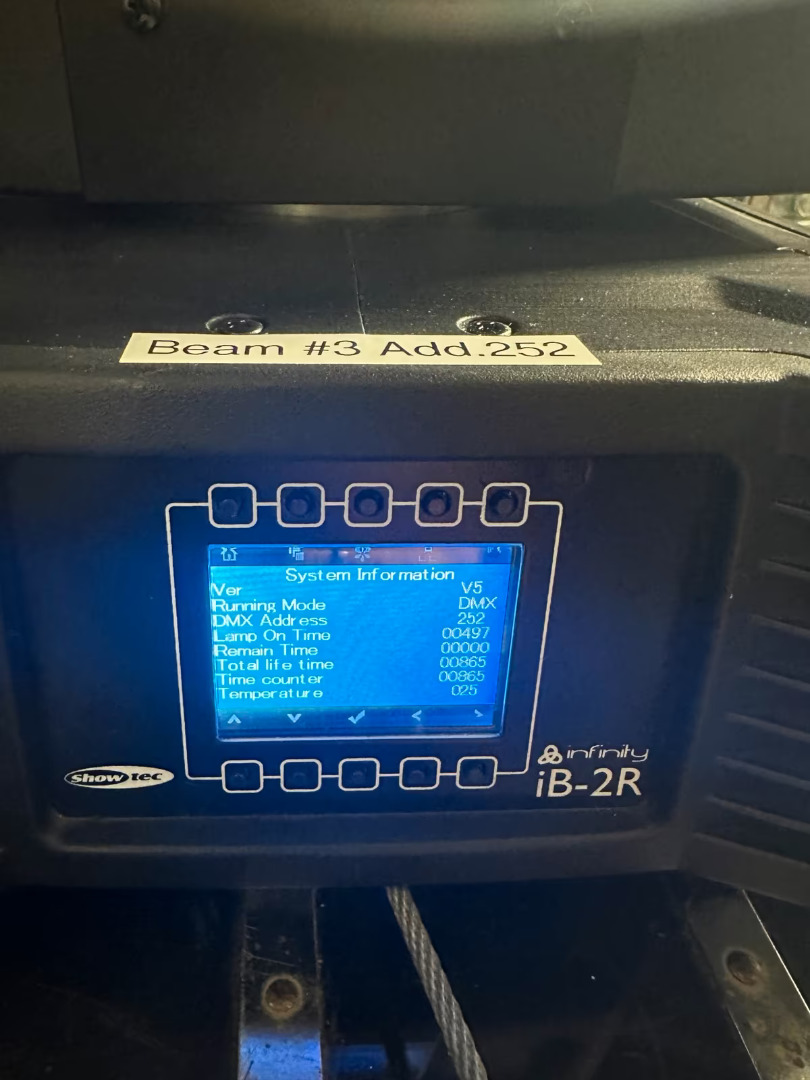 Beam #3 Add.252
System Information
Ver V5
Running Mode DMX
DMX Address 252
Lamp On Time 00497
Remain Time 00000
Total life time 00865
Time counter 00865
Temperature 025
infinity
showtec
iB-2R